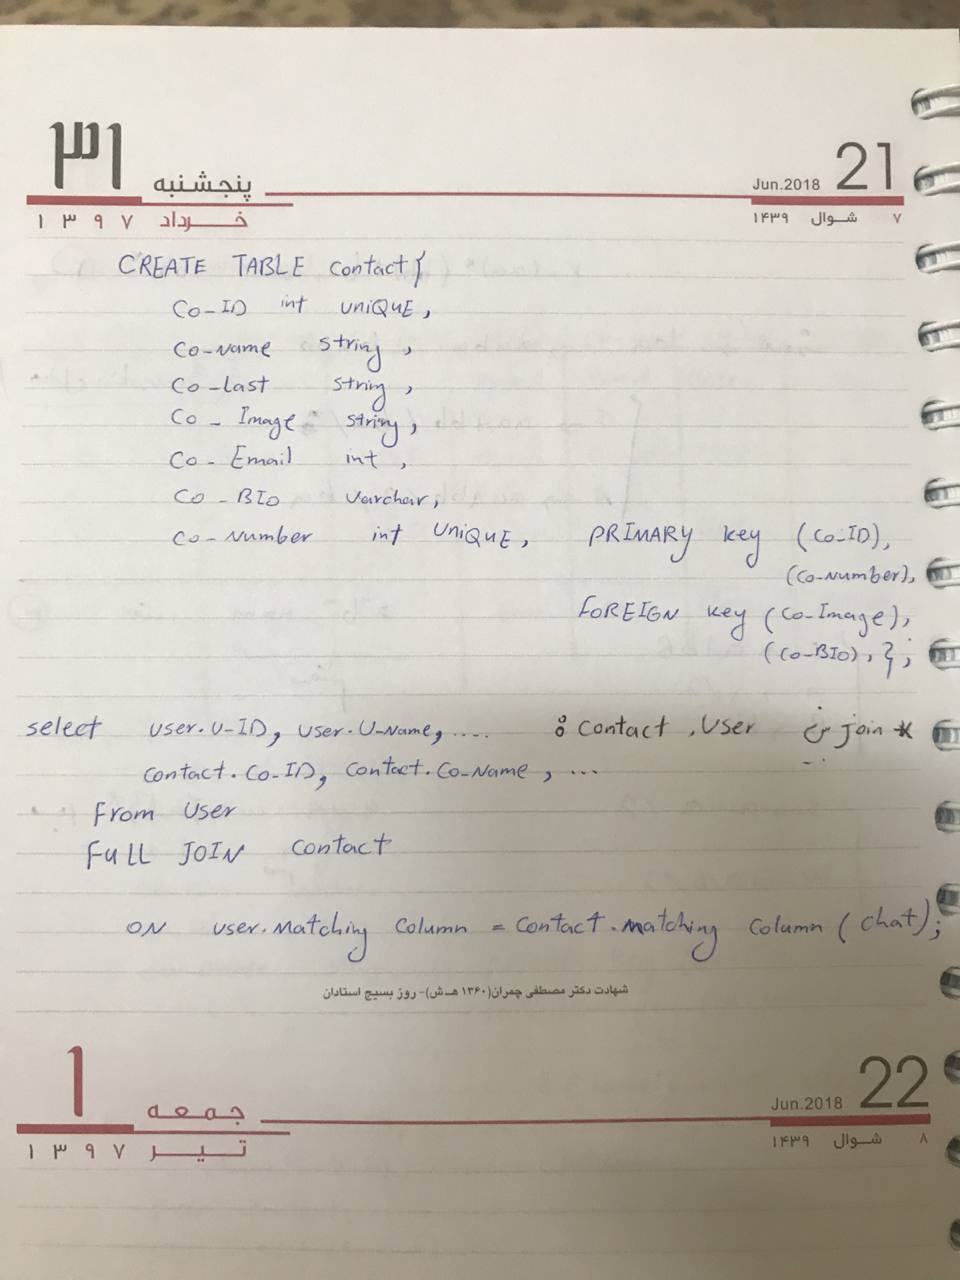 ۳۱ پنجشنبه Jun.2018 21
۱۳۹۷ خرداد ۱۴۳۹ شوال ۷
CREATE TABLE contact{
Co-ID int UNIQUE,
Co-Name string,
Co-Last string,
Co-Image string,
Co-Email int,
Co-BIO varchar,
Co-Number int UNIQUE, PRIMARY key (Co-ID),
(Co-Number),
FOREIGN key (Co-Image),
(Co-BIO), };
* join بین Contact, User :
select user.U-ID, user.U-Name, ....
contact.Co-ID, contact.Co-Name, ...
From user
FULL JOIN contact
ON user.Matching Column = contact.matching column (chat);
شهادت دکتر مصطفی چمران(۱۳۶۰ هـ ش)-روز بسیج استادان
۱ جمعه Jun.2018 22
۱۳۹۷ تیر ۱۴۳۹ شوال ۸